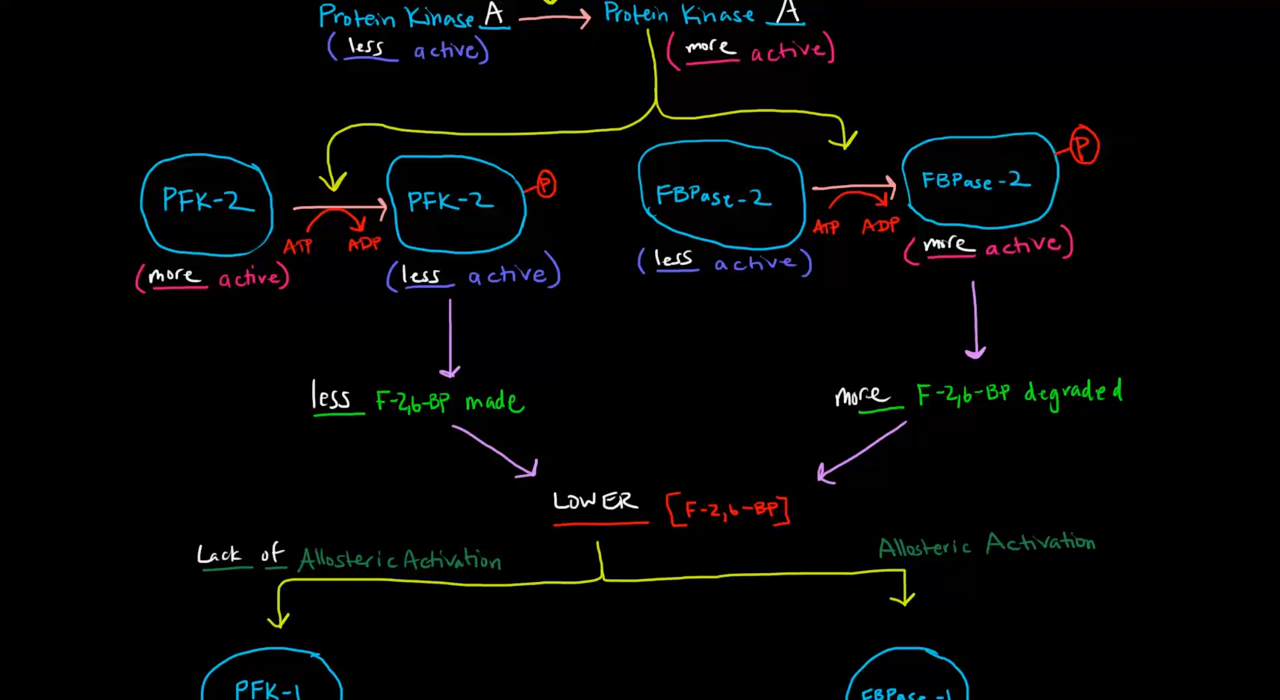 Protein Kinase A
Protein Kinase A
(less active)
(more active)
PFK-2
PFK-2
P
FBPase-2
FBPase-2
P
ATP
ADP
ATP
ADP
(more active)
(less active)
(less active)
(more active)
less F-2,6-BP made
more F-2,6-BP degraded
LOWER [F-2,6-BP]
Lack of Allosteric Activation
Allosteric Activation
PFK-1
FBPase-1